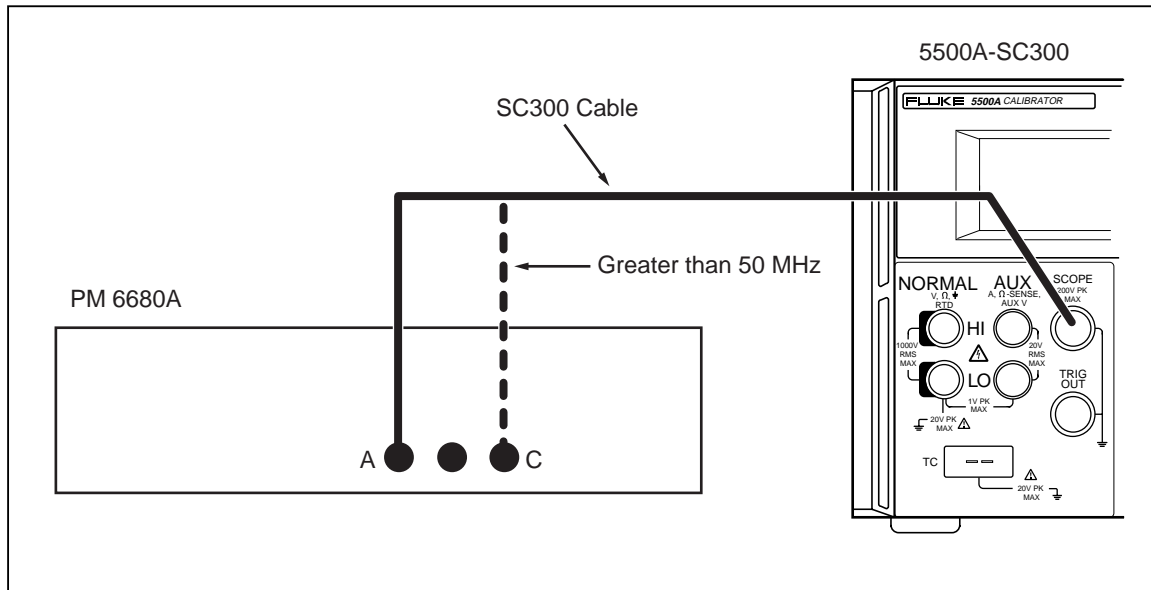 5500A-SC300
FLUKE 5500A CALIBRATOR
SC300 Cable
Greater than 50 MHz
PM 6680A
A
C
NORMAL
V, Ω,
RTD
AUX
A, Ω-SENSE,
AUX V
SCOPE
200V PK
MAX
HI
1000V
RMS
MAX
20V
RMS
MAX
LO
TRIG
OUT
1V PK
MAX
20V PK
MAX
TC
20V PK
MAX